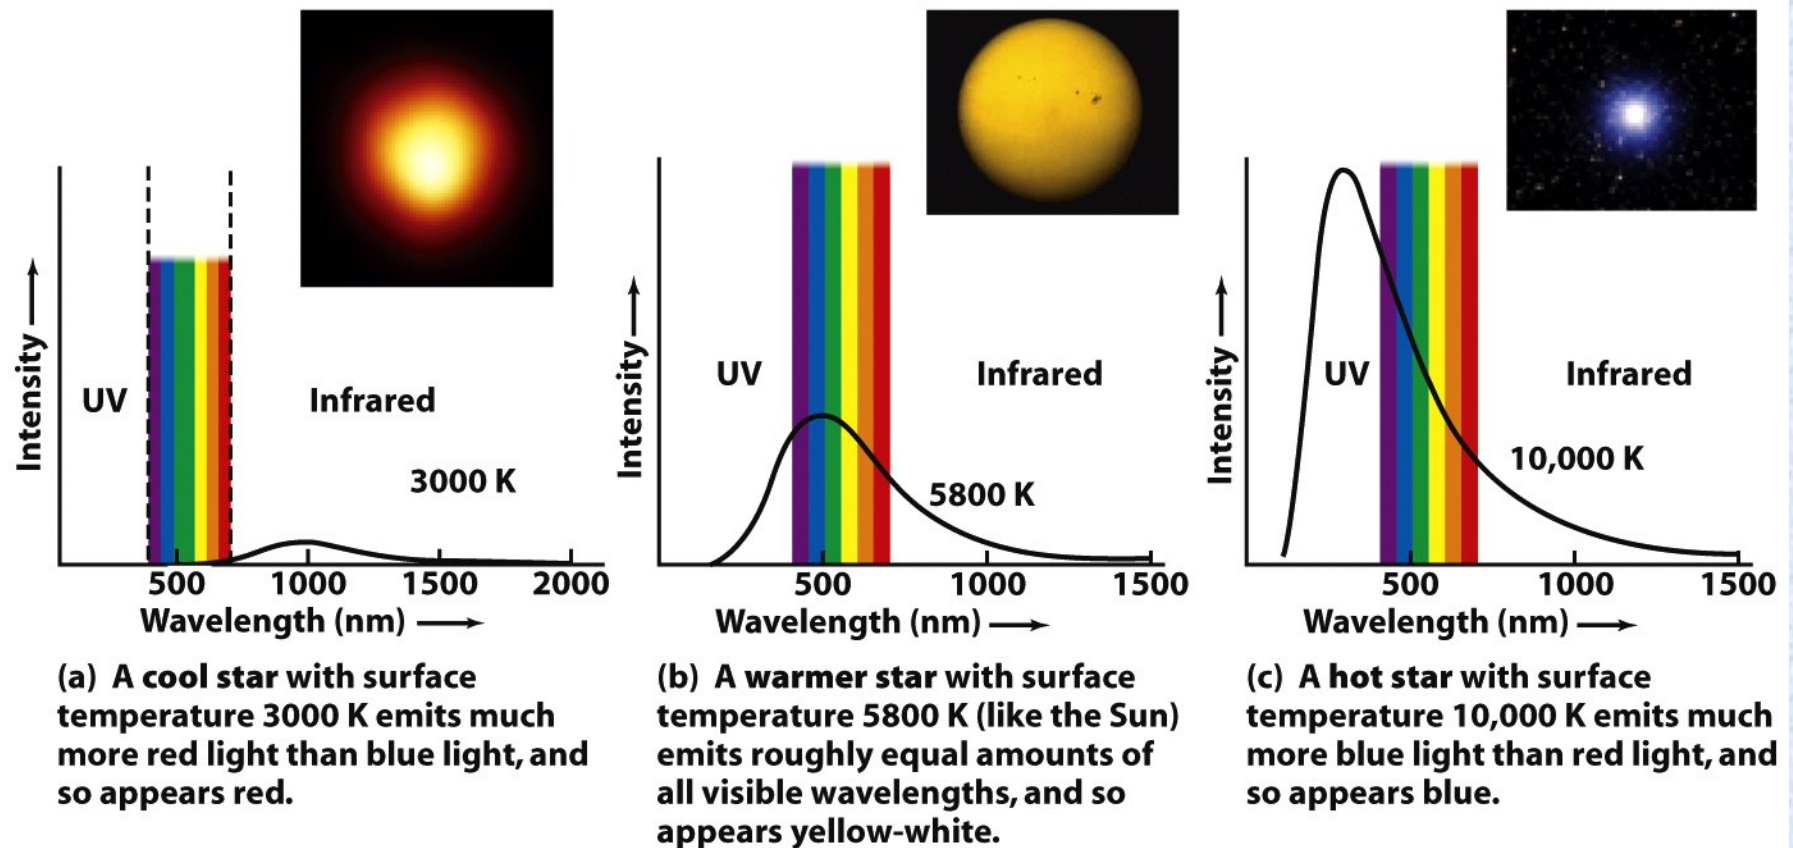 Intensity
UV
Infrared
3000 K
500 1000 1500 2000
Wavelength (nm)
(a) A cool star with surface
temperature 3000 K emits much
more red light than blue light, and
so appears red.
Intensity
UV
Infrared
5800 K
500 1000 1500
Wavelength (nm)
(b) A warmer star with surface
temperature 5800 K (like the Sun)
emits roughly equal amounts of
all visible wavelengths, and so
appears yellow-white.
Intensity
UV
Infrared
10,000 K
500 1000 1500
Wavelength (nm)
(c) A hot star with surface
temperature 10,000 K emits much
more blue light than red light, and
so appears blue.